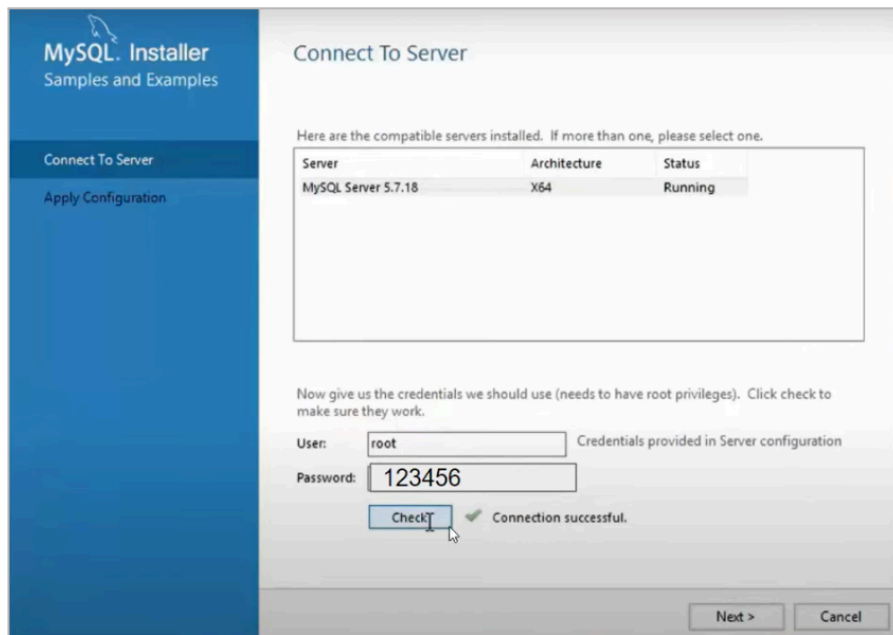 MySQL. Installer
Samples and Examples
Connect To Server
Apply Configuration
Connect To Server
Here are the compatible servers installed. If more than one, please select one.
Server Architecture Status
MySQL Server 5.7.18 X64 Running
Now give us the credentials we should use (needs to have root privileges). Click check to
make sure they work.
User: root Credentials provided in Server configuration
Password: 123456
Check Connection successful.
Next > Cancel